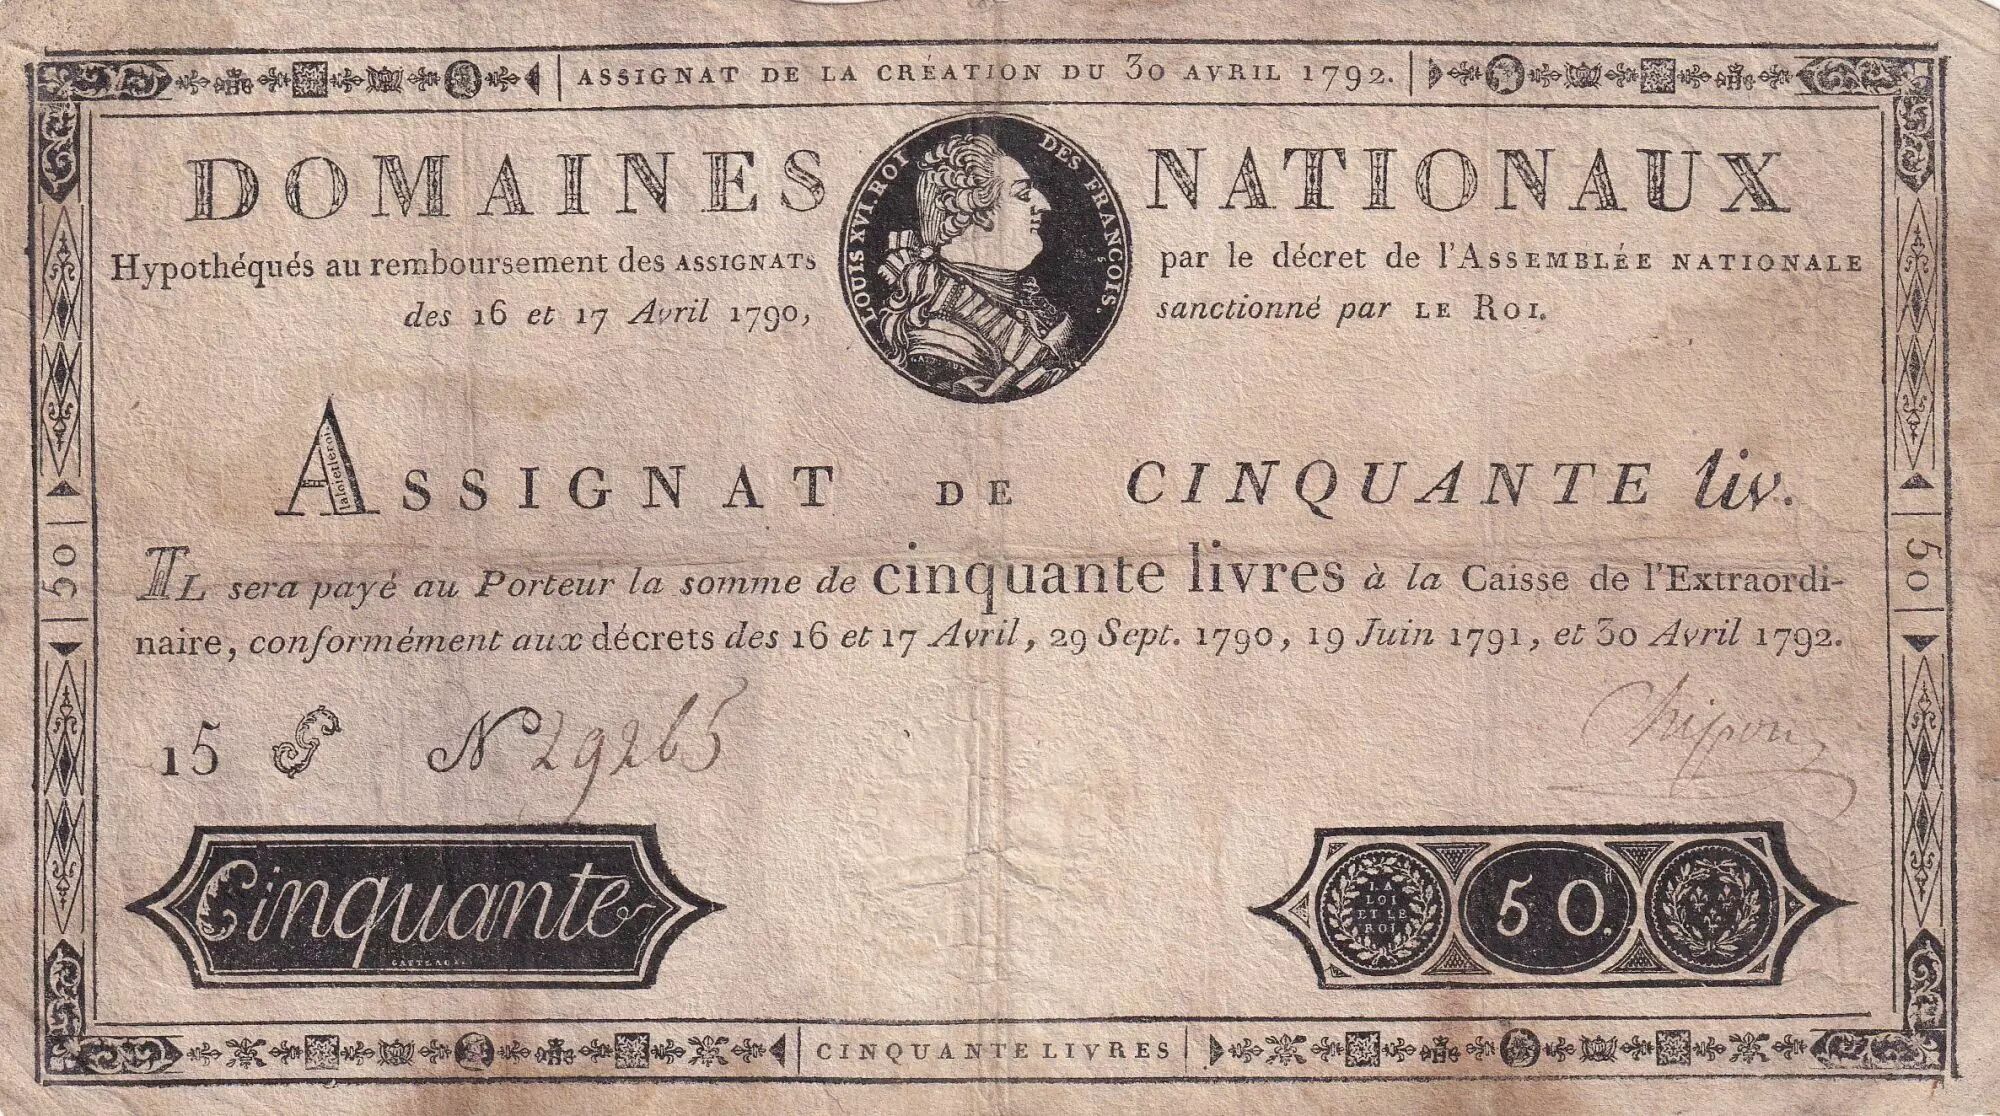 ASSIGNAT DE LA CRÉATION DU 30 AVRIL 1792.
DOMAINES NATIONAUX
LOUIS XVI. ROI DES FRANÇOIS.
Hypothéqués au remboursement des ASSIGNATS par le décret de l'ASSEMBLÉE NATIONALE
des 16 et 17 Avril 1790, sanctionné par LE ROI.
ASSIGNAT DE CINQUANTE liv.
laloietleroi.
IL sera payé au Porteur la somme de cinquante livres à la Caisse de l'Extraordi-
naire, conformément aux décrets des 16 et 17 Avril, 29 Sept. 1790, 19 Juin 1791, et 30 Avril 1792.
50
50
15 G N 29265
Cinquante
GATTEAUX
LA
LOI
ET LE
ROI
50.
CINQUANTE LIVRES